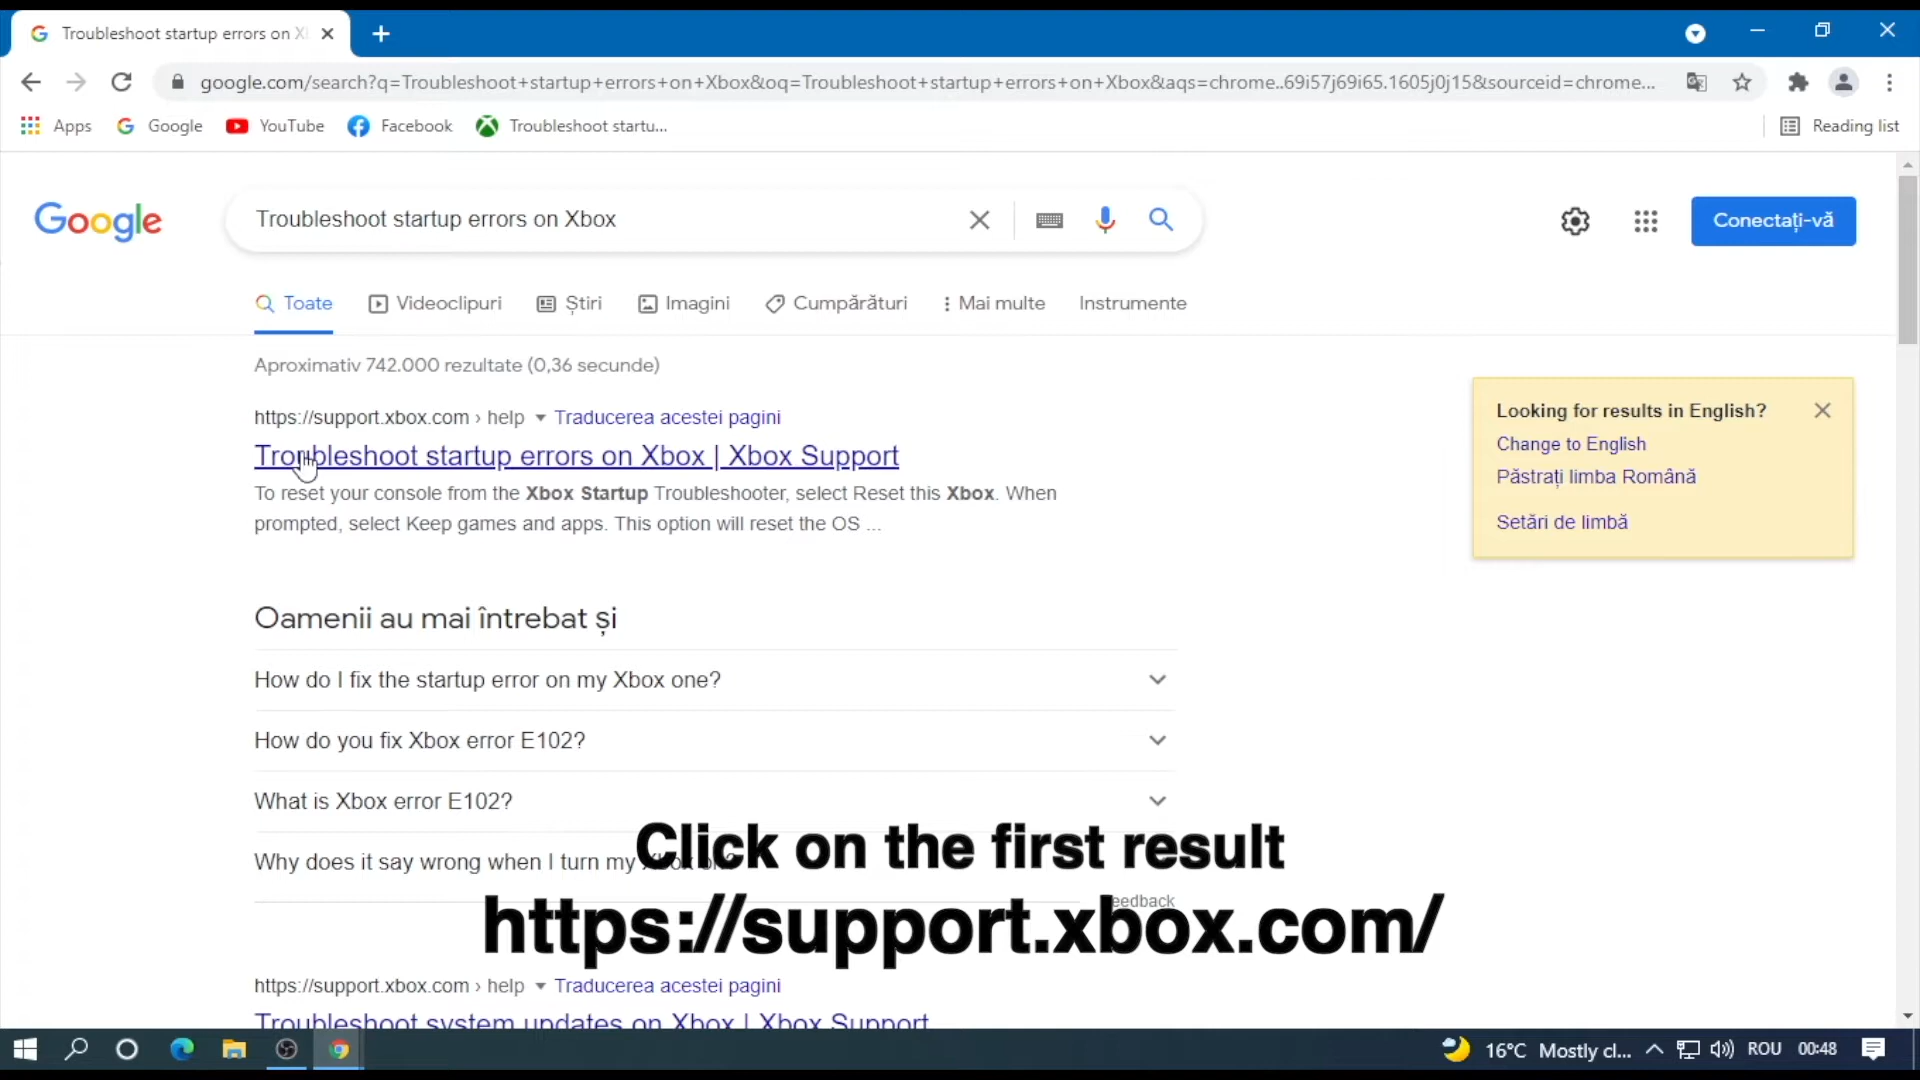 Troubleshoot startup errors on X
google.com/search?q=Troubleshoot+startup+errors+on+Xbox&oq=Troubleshoot+startup+errors+on+Xbox&aqs=chrome..69i57j69i65.1605j0j15&sourceid=chrome...
Apps Google YouTube Facebook Troubleshoot startu... Reading list
Google Troubleshoot startup errors on Xbox Conectați-vă
Toate Videoclipuri Știri Imagini Cumpărături Mai multe Instrumente
Aproximativ 742.000 rezultate (0,36 secunde)
https://support.xbox.com › help Traducerea acestei pagini
Troubleshoot startup errors on Xbox | Xbox Support
To reset your console from the Xbox Startup Troubleshooter, select Reset this Xbox. When
prompted, select Keep games and apps. This option will reset the OS ...
Looking for results in English?
Change to English
Păstrați limba Română
Setări de limbă
Oamenii au mai întrebat și
How do I fix the startup error on my Xbox one?
How do you fix Xbox error E102?
What is Xbox error E102?
Why does it say wrong when I turn my
Click on the first result
https://support.xbox.com/
eedback
https://support.xbox.com › help Traducerea acestei pagini
Troubleshoot system updates on Xbox | Xbox Support
16°C Mostly cl... ROU 00:48